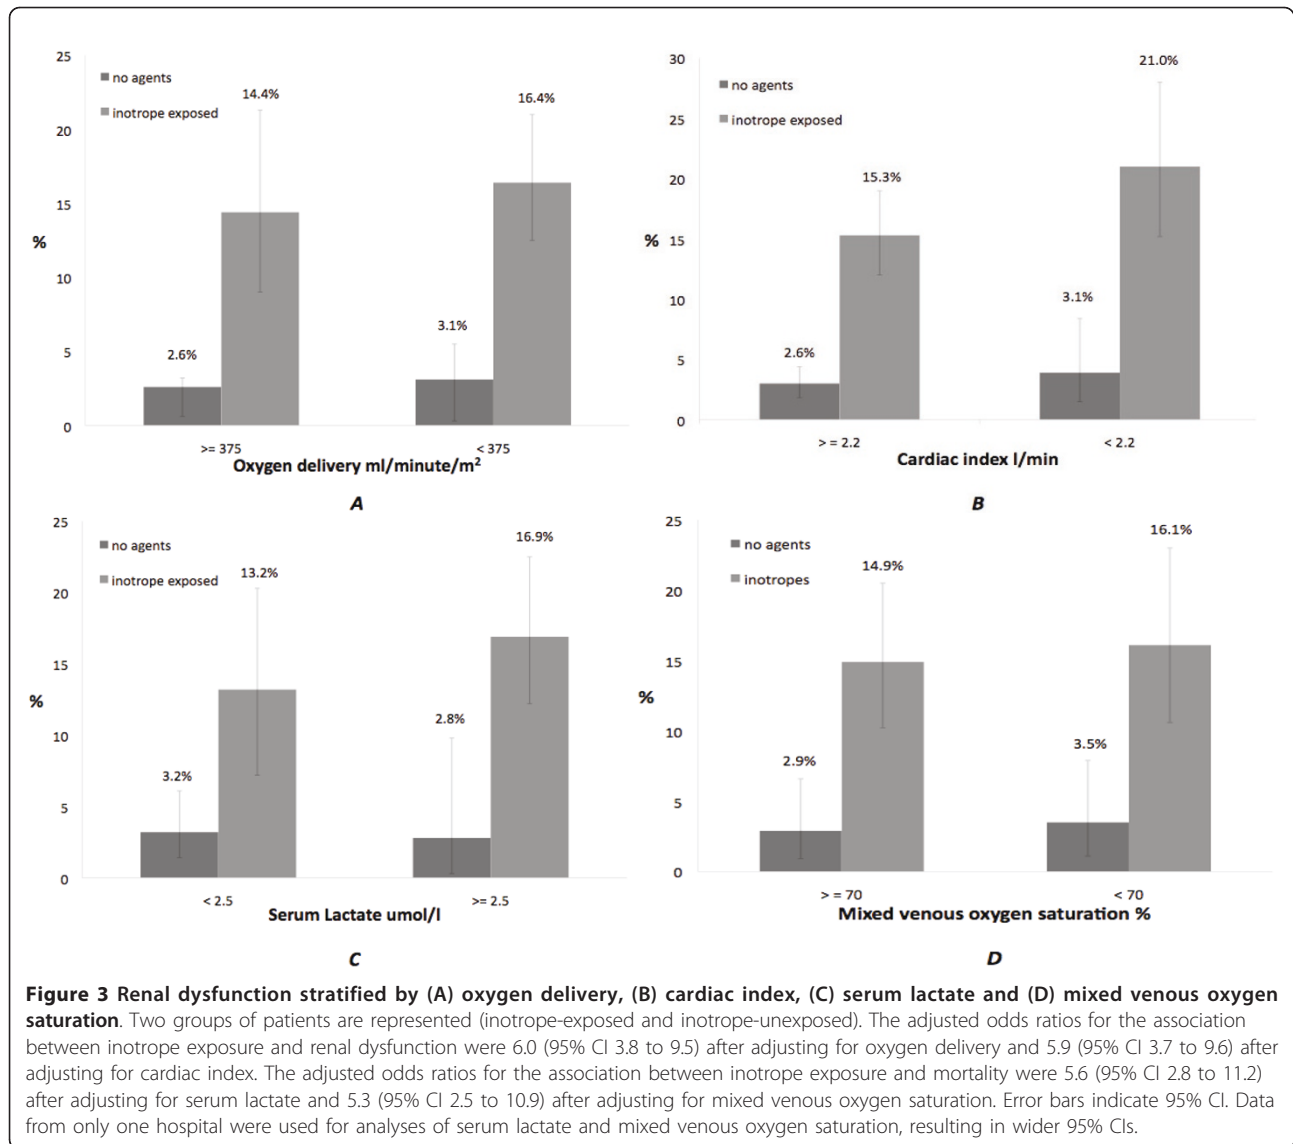 25
20
15
10
5
0
%
no agents
inotrope exposed
14.4%
16.4%
2.6%
3.1%
>= 375
< 375
Oxygen delivery ml/minute/m²
A
30
25
20
15
10
5
0
%
no agents
inotrope exposed
21.0%
15.3%
2.6%
3.1%
> = 2.2
< 2.2
Cardiac index l/min
B
25
20
15
10
5
0
%
no agents
inotrope exposed
13.2%
16.9%
3.2%
2.8%
< 2.5
>= 2.5
Serum Lactate umol/l
C
25
20
15
10
5
0
%
no agents
inotropes
14.9%
16.1%
2.9%
3.5%
> = 70
< 70
Mixed venous oxygen saturation %
D
Figure 3 Renal dysfunction stratified by (A) oxygen delivery, (B) cardiac index, (C) serum lactate and (D) mixed venous oxygen
saturation. Two groups of patients are represented (inotrope-exposed and inotrope-unexposed). The adjusted odds ratios for the association
between inotrope exposure and renal dysfunction were 6.0 (95% CI 3.8 to 9.5) after adjusting for oxygen delivery and 5.9 (95% CI 3.7 to 9.6) after
adjusting for cardiac index. The adjusted odds ratios for the association between inotrope exposure and mortality were 5.6 (95% CI 2.8 to 11.2)
after adjusting for serum lactate and 5.3 (95% CI 2.5 to 10.9) after adjusting for mixed venous oxygen saturation. Error bars indicate 95% CI. Data
from only one hospital were used for analyses of serum lactate and mixed venous oxygen saturation, resulting in wider 95% CIs.